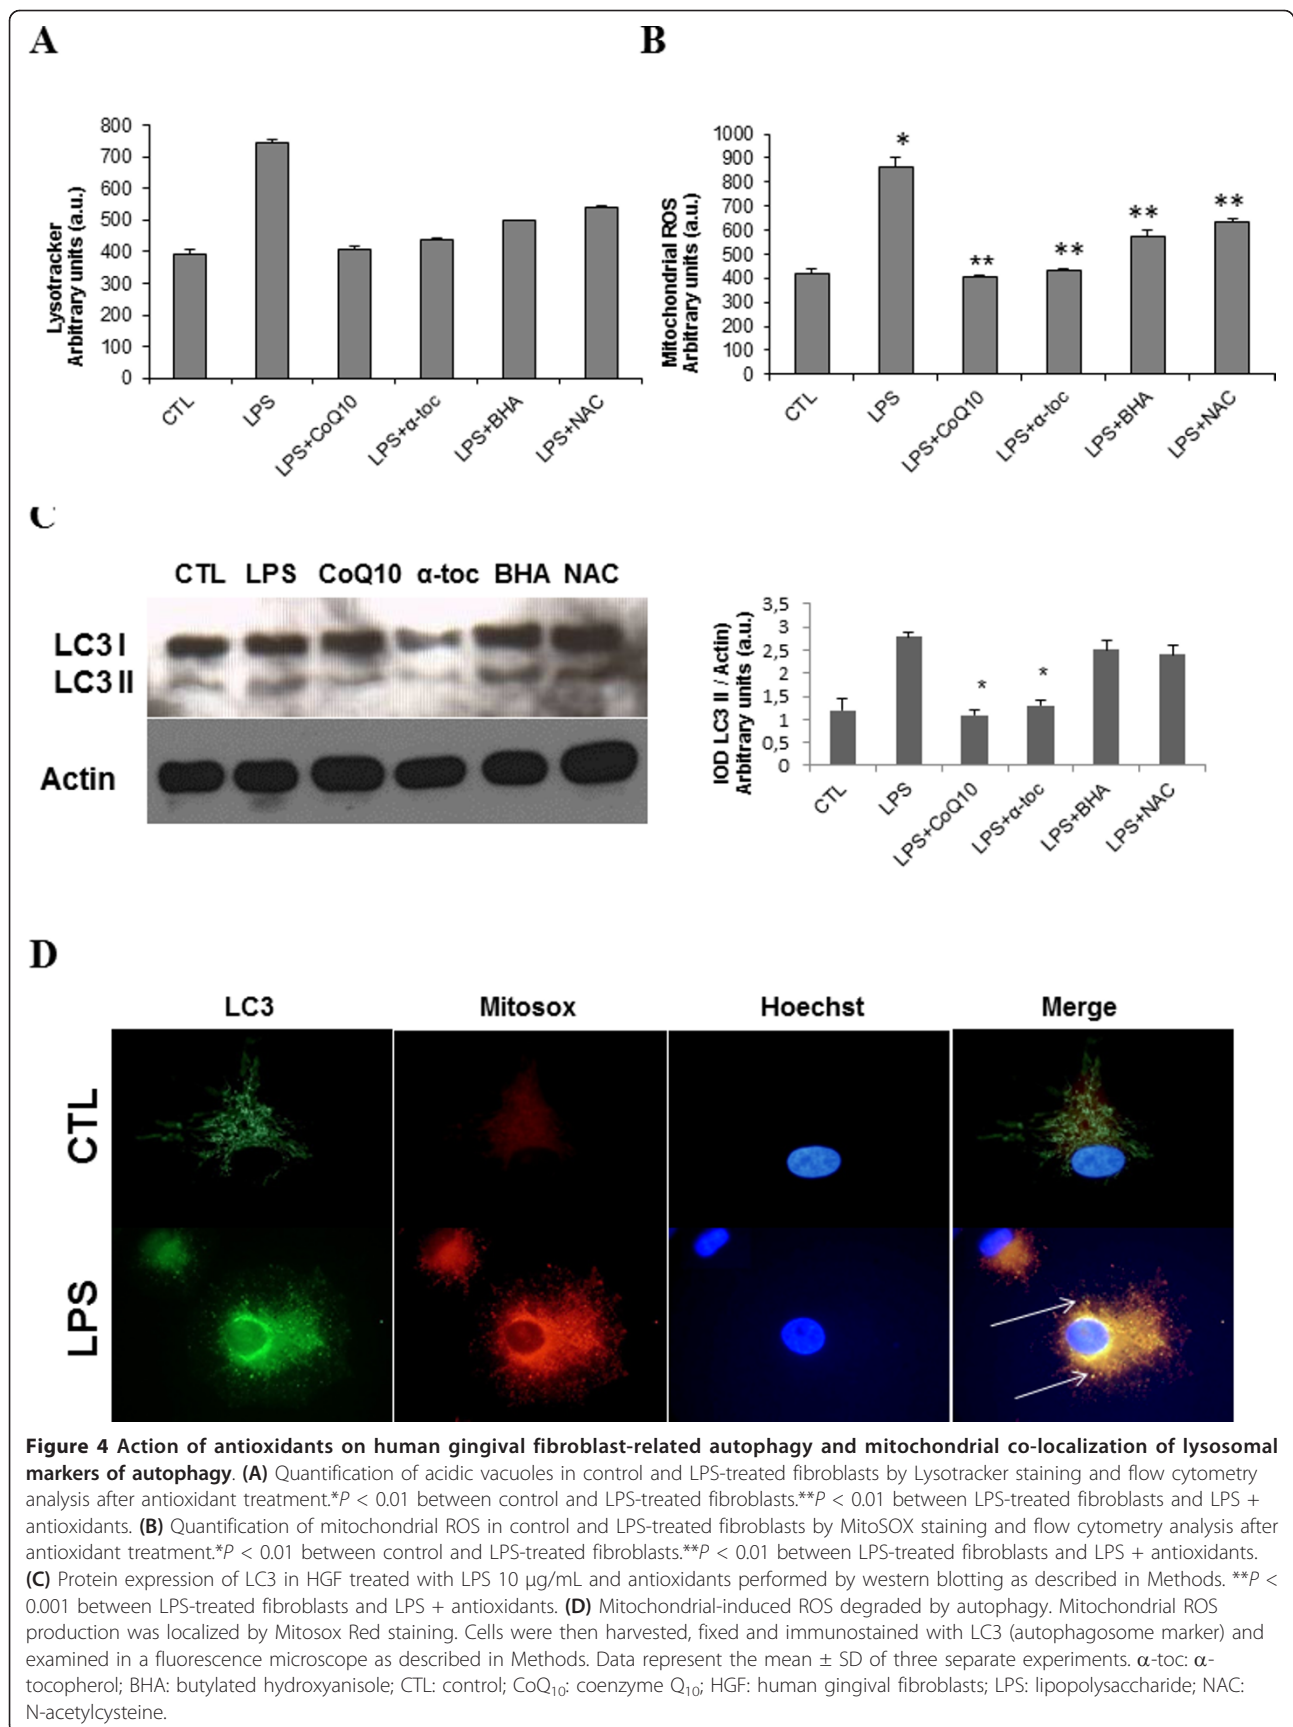 A
B
800
700
600
500
400
300
200
100
0
Lysotracker
Arbitrary units (a.u.)
CTL
LPS
LPS+CoQ10
LPS+α-toc
LPS+BHA
LPS+NAC
1000
900
800
700
600
500
400
300
200
100
0
Mitochondrial ROS
Arbitrary units (a.u.)
*
**
**
**
**
CTL
LPS
LPS+CoQ10
LPS+α-toc
LPS+BHA
LPS+NAC
C
CTL LPS CoQ10 α-toc BHA NAC
LC3 I
LC3 II
Actin
3,5
3
2,5
2
1,5
1
0,5
0
IOD LC3 II / Actin)
Arbitrary units (a.u.)
*
*
CTL
LPS
LPS+CoQ10
LPS+α-toc
LPS+BHA
LPS+NAC
D
LC3 Mitosox Hoechst Merge
CTL
LPS
Figure 4 Action of antioxidants on human gingival fibroblast-related autophagy and mitochondrial co-localization of lysosomal
markers of autophagy. (A) Quantification of acidic vacuoles in control and LPS-treated fibroblasts by Lysotracker staining and flow cytometry
analysis after antioxidant treatment.*P < 0.01 between control and LPS-treated fibroblasts.**P < 0.01 between LPS-treated fibroblasts and LPS +
antioxidants. (B) Quantification of mitochondrial ROS in control and LPS-treated fibroblasts by MitoSOX staining and flow cytometry analysis after
antioxidant treatment.*P < 0.01 between control and LPS-treated fibroblasts.**P < 0.01 between LPS-treated fibroblasts and LPS + antioxidants.
(C) Protein expression of LC3 in HGF treated with LPS 10 μg/mL and antioxidants performed by western blotting as described in Methods. **P <
0.001 between LPS-treated fibroblasts and LPS + antioxidants. (D) Mitochondrial-induced ROS degraded by autophagy. Mitochondrial ROS
production was localized by Mitosox Red staining. Cells were then harvested, fixed and immunostained with LC3 (autophagosome marker) and
examined in a fluorescence microscope as described in Methods. Data represent the mean ± SD of three separate experiments. α-toc: α-
tocopherol; BHA: butylated hydroxyanisole; CTL: control; CoQ10: coenzyme Q10; HGF: human gingival fibroblasts; LPS: lipopolysaccharide; NAC:
N-acetylcysteine.